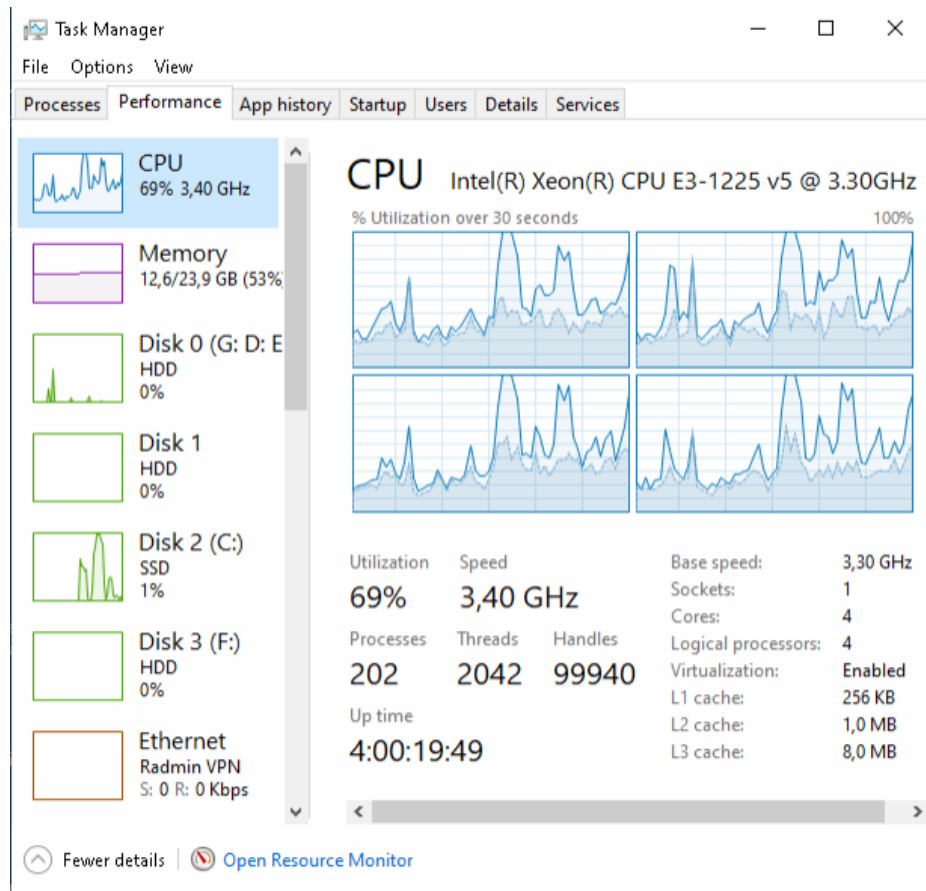 Task Manager
File Options View
Processes Performance App history Startup Users Details Services
CPU
69% 3,40 GHz
Memory
12,6/23,9 GB (53%
Disk 0 (G: D: E
HDD
0%
Disk 1
HDD
0%
Disk 2 (C:)
SSD
1%
Disk 3 (F:)
HDD
0%
Ethernet
Radmin VPN
S: 0 R: 0 Kbps
CPU Intel(R) Xeon(R) CPU E3-1225 v5 @ 3.30GHz
% Utilization over 30 seconds 100%
Utilization Speed
69% 3,40 GHz
Processes Threads Handles
202 2042 99940
Up time
4:00:19:49
Base speed: 3,30 GHz
Sockets: 1
Cores: 4
Logical processors: 4
Virtualization: Enabled
L1 cache: 256 KB
L2 cache: 1,0 MB
L3 cache: 8,0 MB
Fewer details Open Resource Monitor